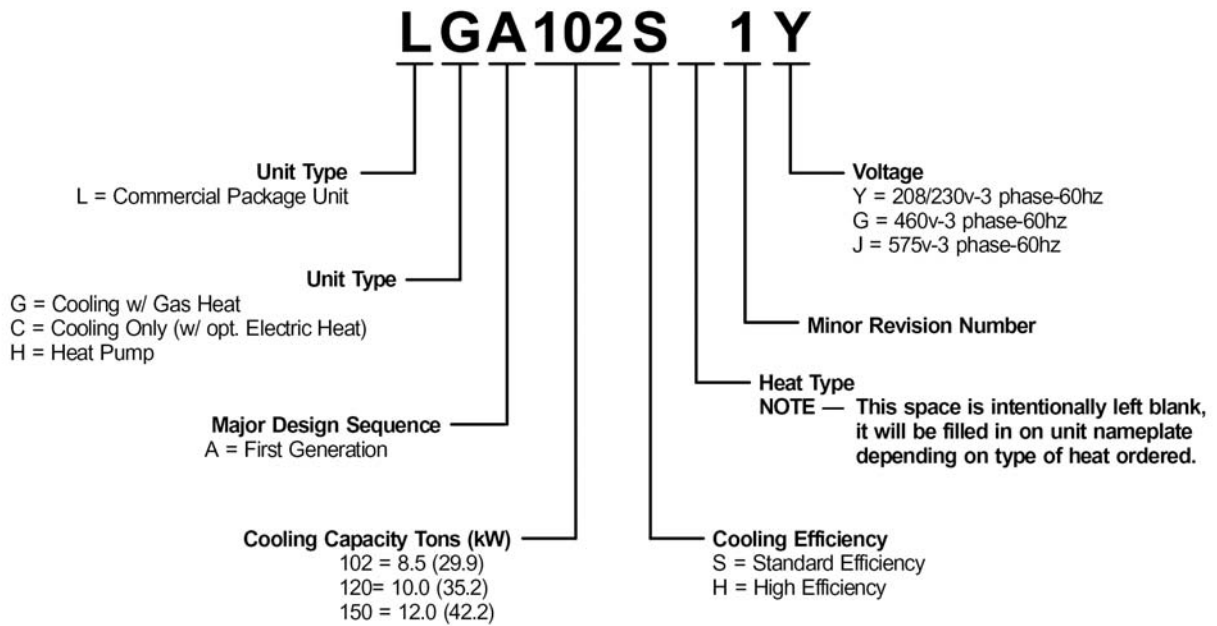 LGA102S 1Y
Unit Type
L = Commercial Package Unit
Voltage
Y = 208/230v-3 phase-60hz
G = 460v-3 phase-60hz
J = 575v-3 phase-60hz
Unit Type
G = Cooling w/ Gas Heat
C = Cooling Only (w/ opt. Electric Heat)
H = Heat Pump
Minor Revision Number
Heat Type
NOTE — This space is intentionally left blank,
it will be filled in on unit nameplate
depending on type of heat ordered.
Major Design Sequence
A = First Generation
Cooling Capacity Tons (kW)
102 = 8.5 (29.9)
120= 10.0 (35.2)
150 = 12.0 (42.2)
Cooling Efficiency
S = Standard Efficiency
H = High Efficiency